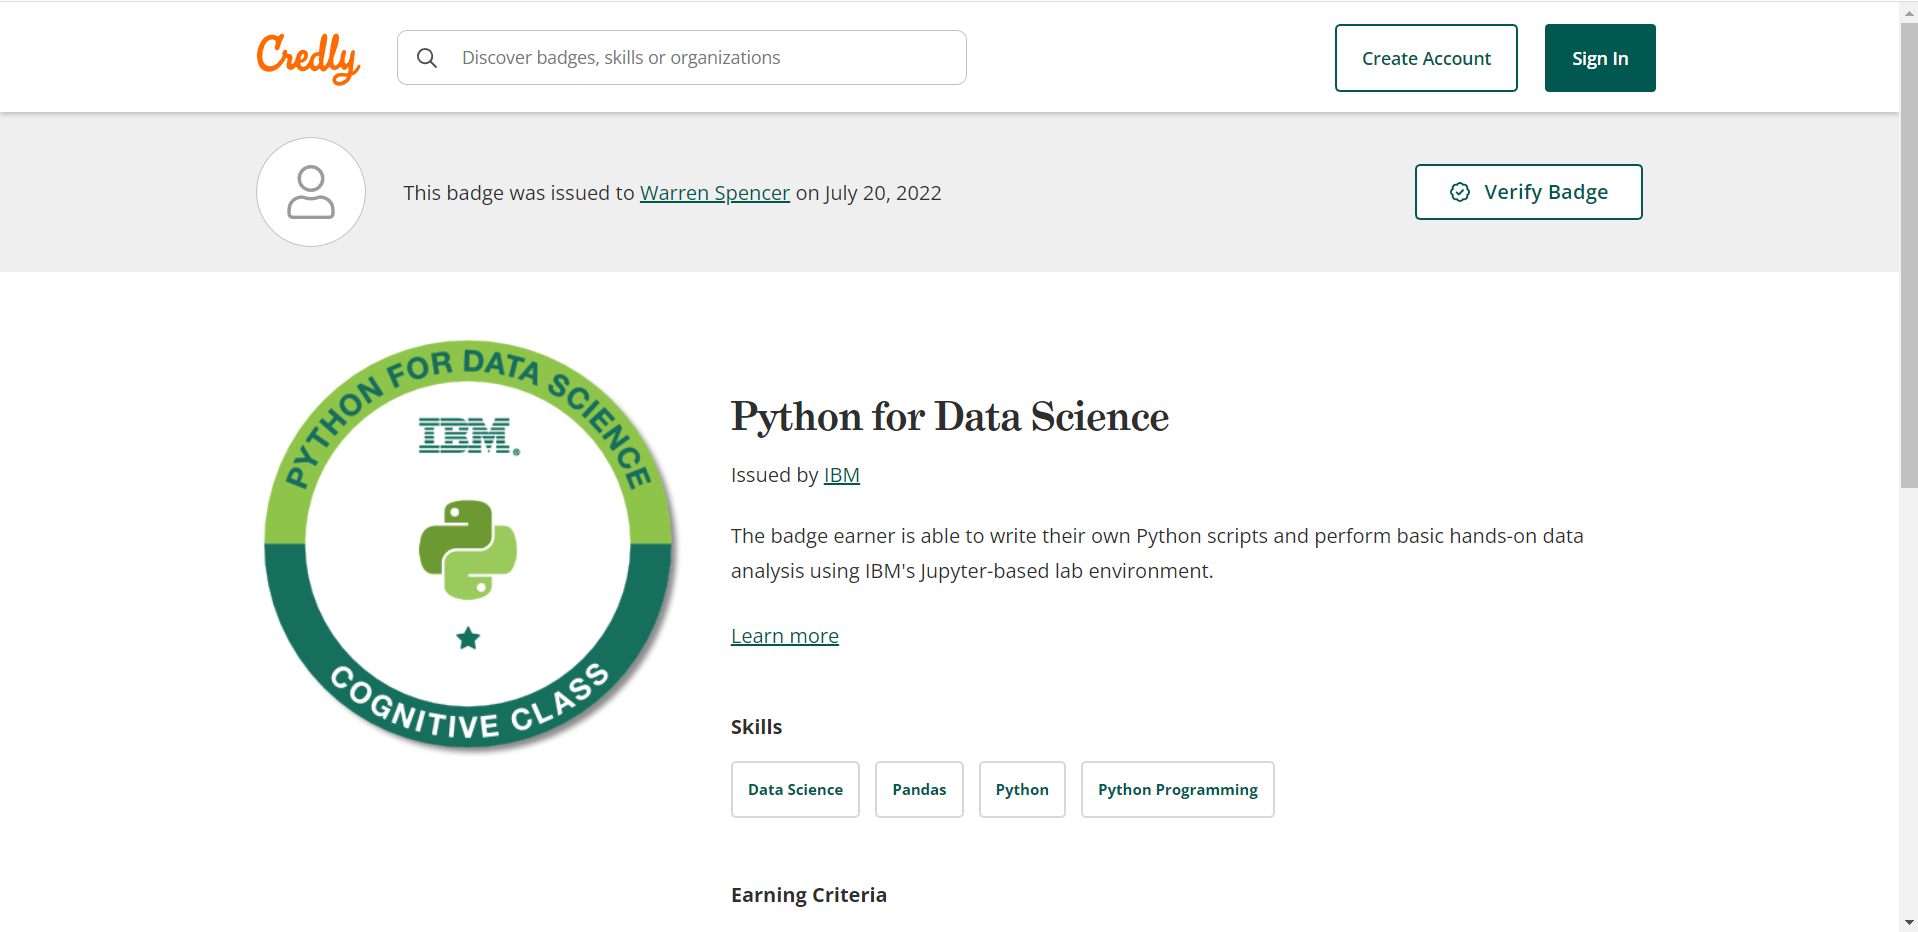 Credly
Discover badges, skills or organizations
Create Account
Sign In
This badge was issued to Warren Spencer on July 20, 2022
Verify Badge
PYTHON FOR DATA SCIENCE
IBM®
COGNITIVE CLASS
Python for Data Science
Issued by IBM
The badge earner is able to write their own Python scripts and perform basic hands-on data
analysis using IBM's Jupyter-based lab environment.
Learn more
Skills
Data Science
Pandas
Python
Python Programming
Earning Criteria